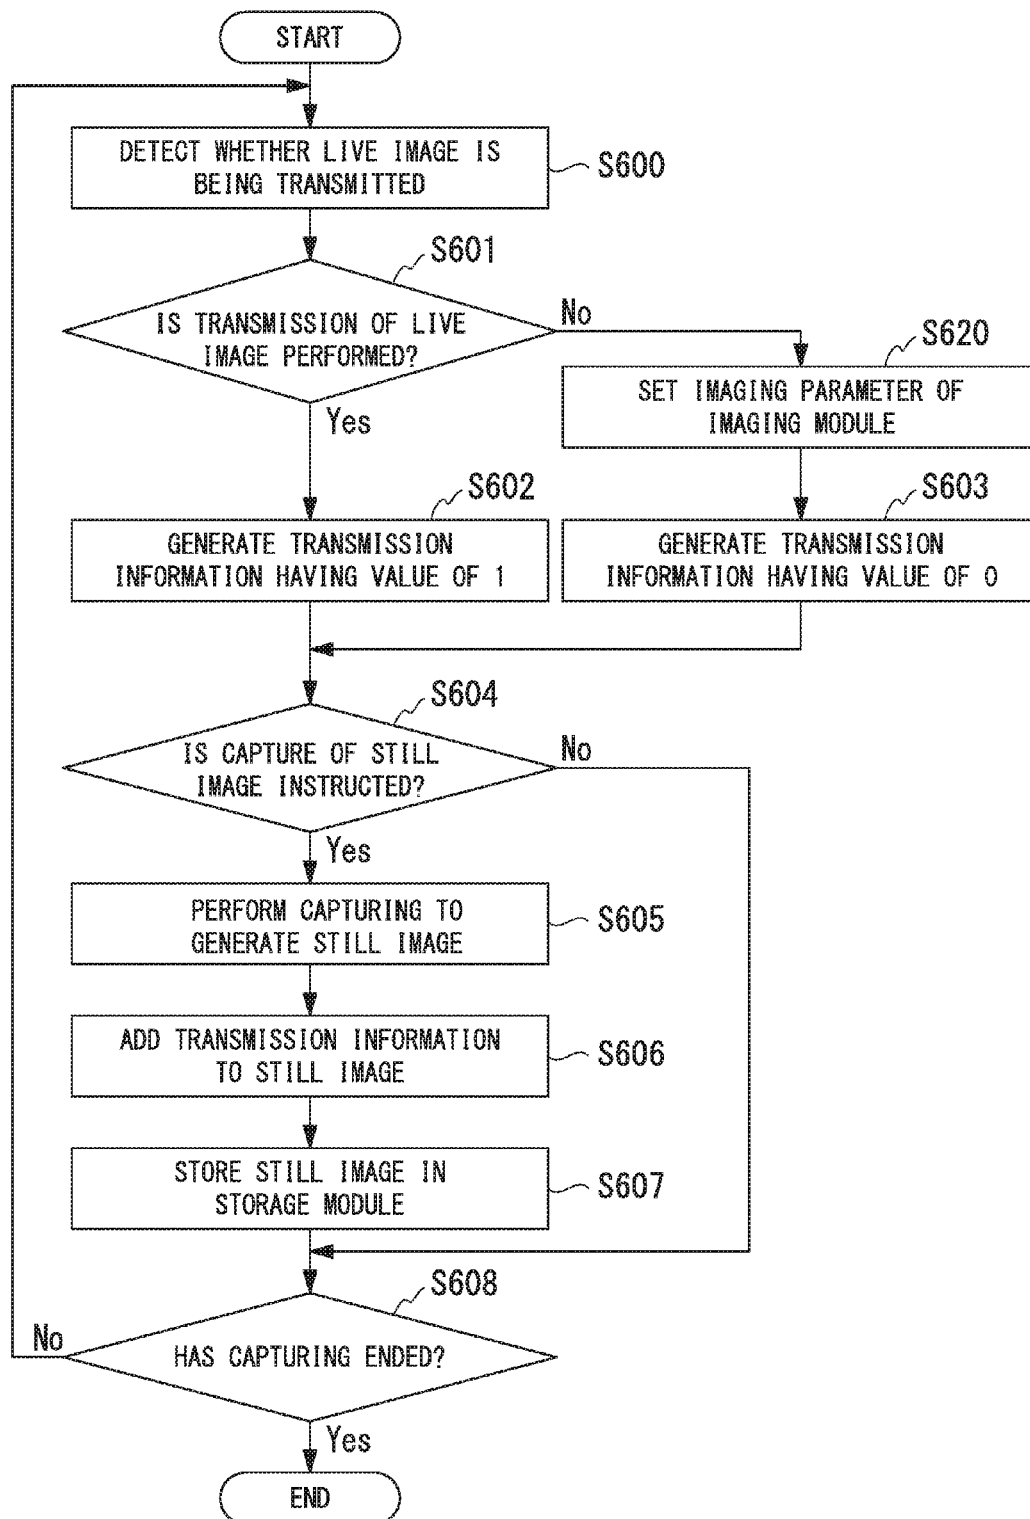 START
DETECT WHETHER LIVE IMAGE IS
BEING TRANSMITTED
S600
S601
IS TRANSMISSION OF LIVE
IMAGE PERFORMED?
No
Yes
S620
SET IMAGING PARAMETER OF
IMAGING MODULE
S602
GENERATE TRANSMISSION
INFORMATION HAVING VALUE OF 1
S603
GENERATE TRANSMISSION
INFORMATION HAVING VALUE OF 0
S604
IS CAPTURE OF STILL
IMAGE INSTRUCTED?
No
Yes
PERFORM CAPTURING TO
GENERATE STILL IMAGE
S605
ADD TRANSMISSION INFORMATION
TO STILL IMAGE
S606
STORE STILL IMAGE IN
STORAGE MODULE
S607
S608
HAS CAPTURING ENDED?
No
Yes
END